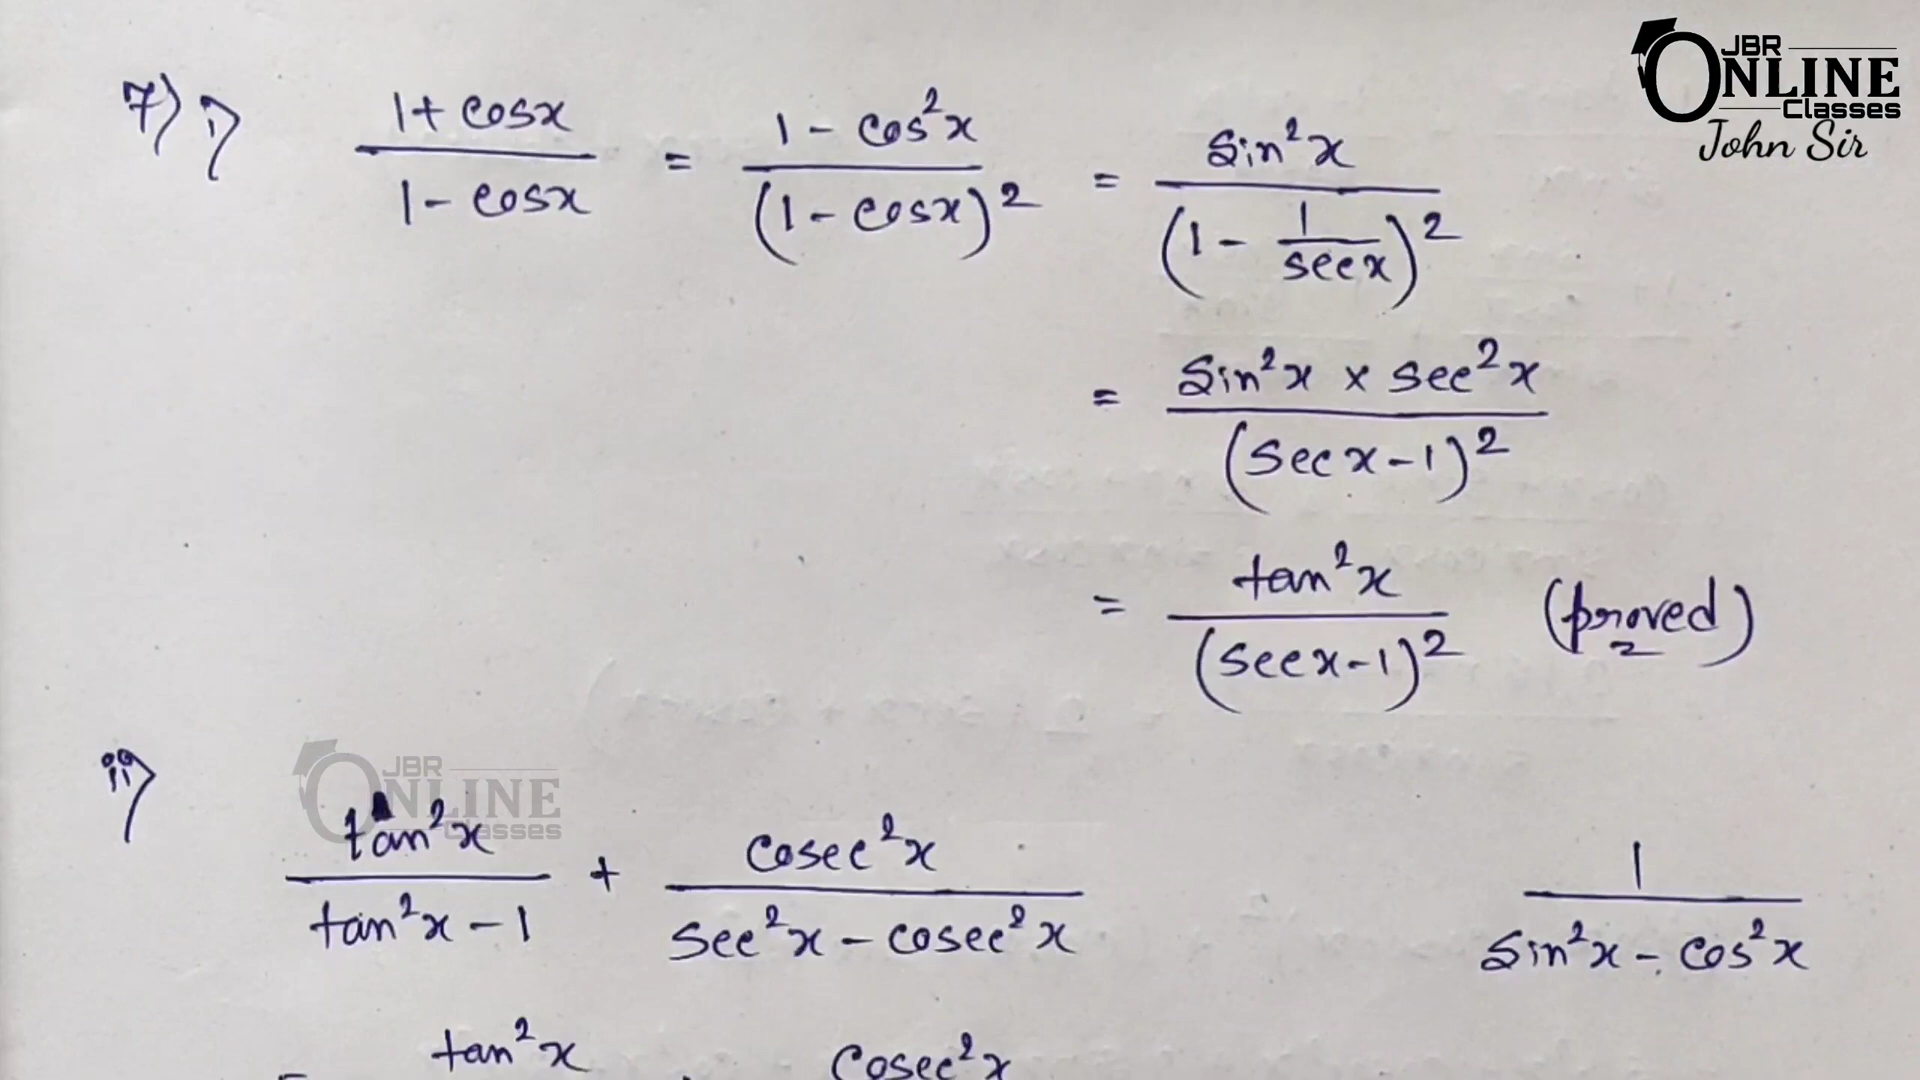 JBR
ONLINE
Classes
John Sir
7) i) (1 + cosx)/(1 - cosx) = (1 - cos²x)/(1 - cosx)² = sin²x/(1 - 1/secx)²
= (sin²x × sec²x)/(secx - 1)²
= tan²x/(secx - 1)² (proved)
JBR
ONLINE
Classes
ii) tan²x/(tan²x - 1) + cosec²x/(sec²x - cosec²x) 1/(sin²x - cos²x)
tan²x cosec²x